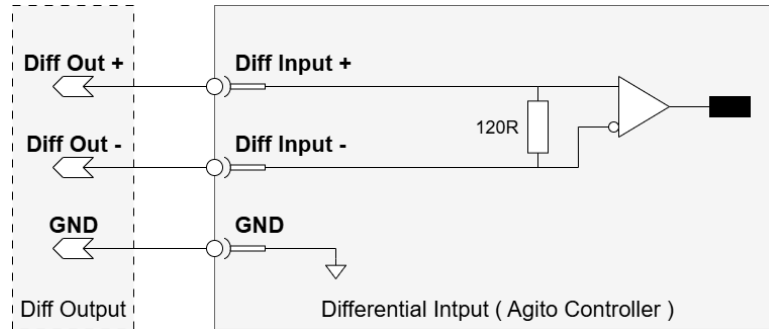 Diff Out + Diff Input +
120R
Diff Out - Diff Input -
GND GND
Diff Output Differential Intput ( Agito Controller )